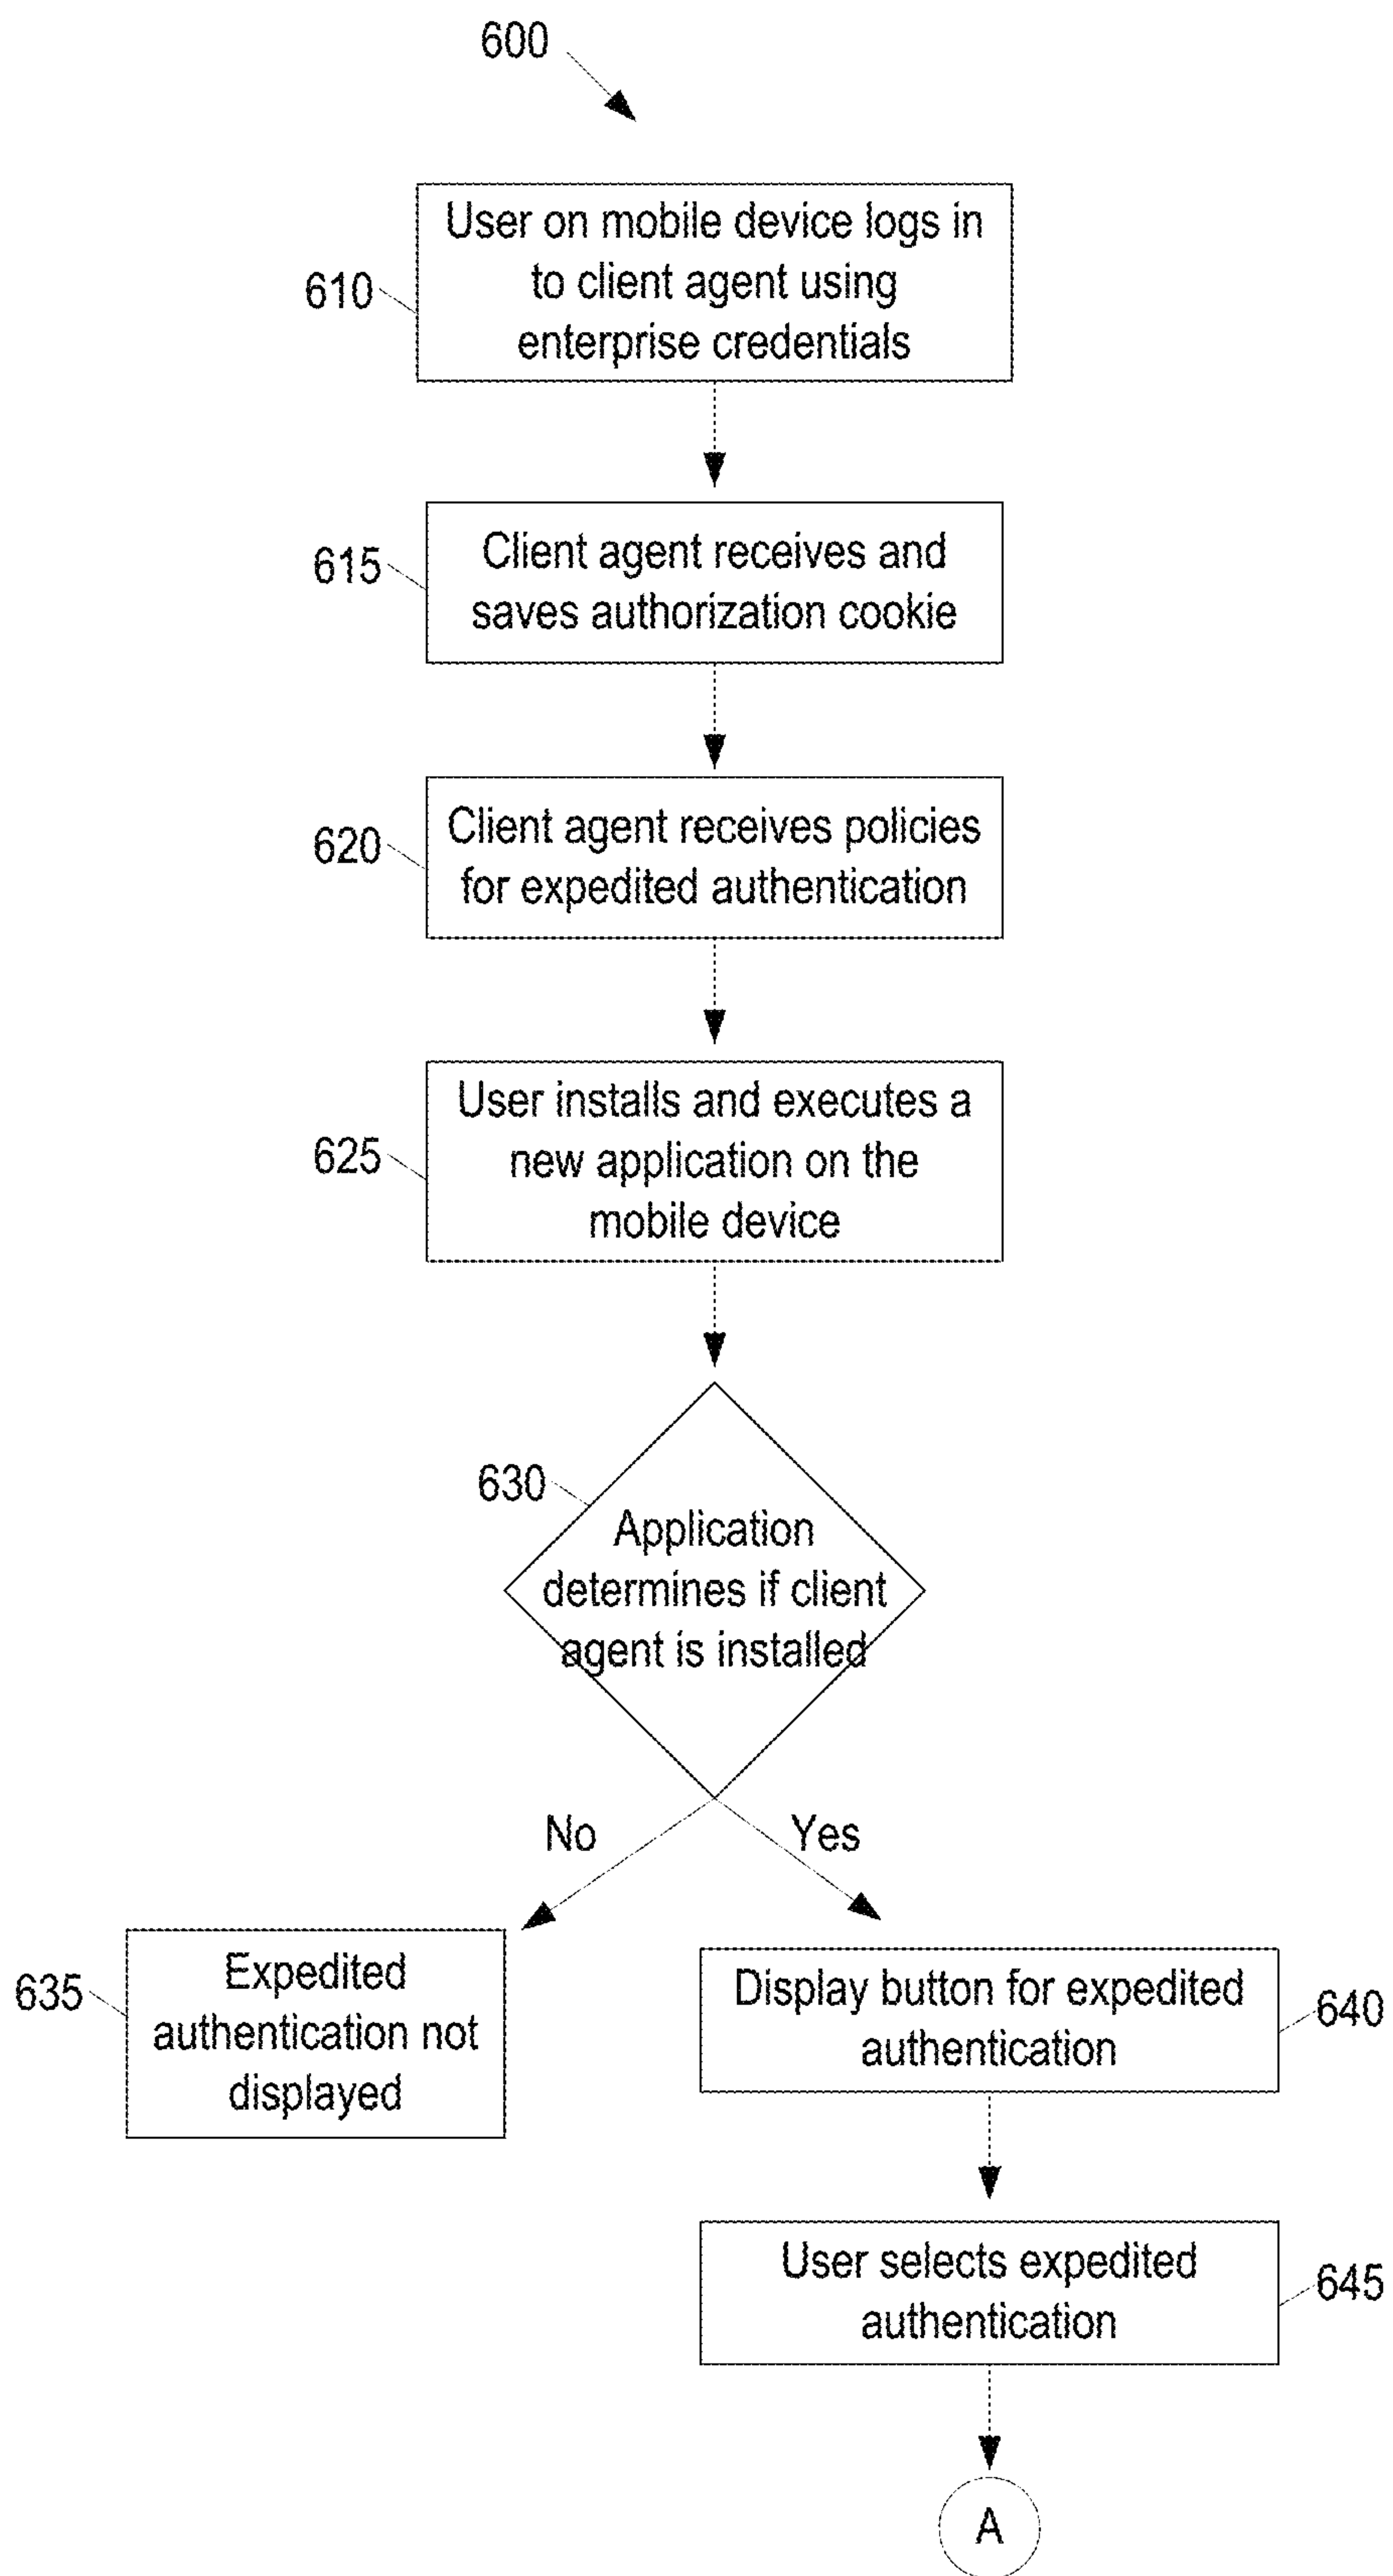 600
610
User on mobile device logs in
to client agent using
enterprise credentials
615
Client agent receives and
saves authorization cookie
620
Client agent receives policies
for expedited authentication
625
User installs and executes a
new application on the
mobile device
630
Application
determines if client
agent is installed
No
Yes
635
Expedited
authentication not
displayed
Display button for expedited
authentication
640
User selects expedited
authentication
645
A